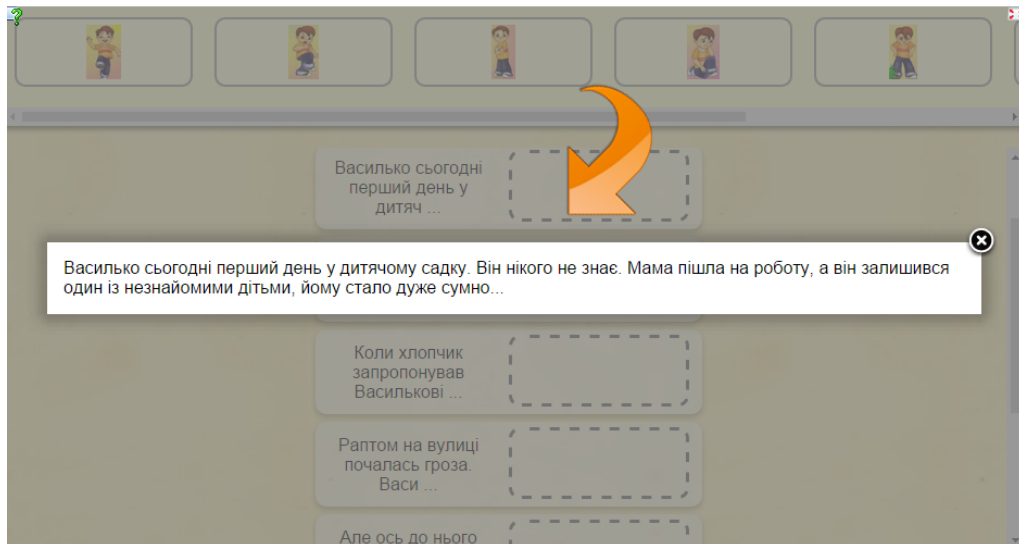 Василько сьогодні
перший день у
дитяч ...
Василько сьогодні перший день у дитячому садку. Він нікого не знає. Мама пішла на роботу, а він залишився
один із незнайомими дітьми, йому стало дуже сумно...
Коли хлопчик
запропонував
Василькові ...
Раптом на вулиці
почалась гроза.
Васи ...
Але ось до нього